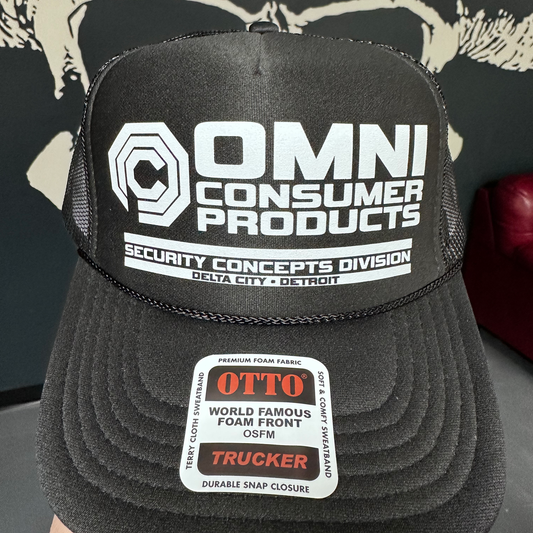 OMNI
CONSUMER
PRODUCTS
SECURITY CONCEPTS DIVISION
DELTA CITY • DETROIT
PREMIUM FOAM FABRIC
TERRY CLOTH SWEATBAND
OTTO®
SOFT & COMFY SWEATBAND
WORLD FAMOUS
FOAM FRONT
OSFM
TRUCKER
DURABLE SNAP CLOSURE